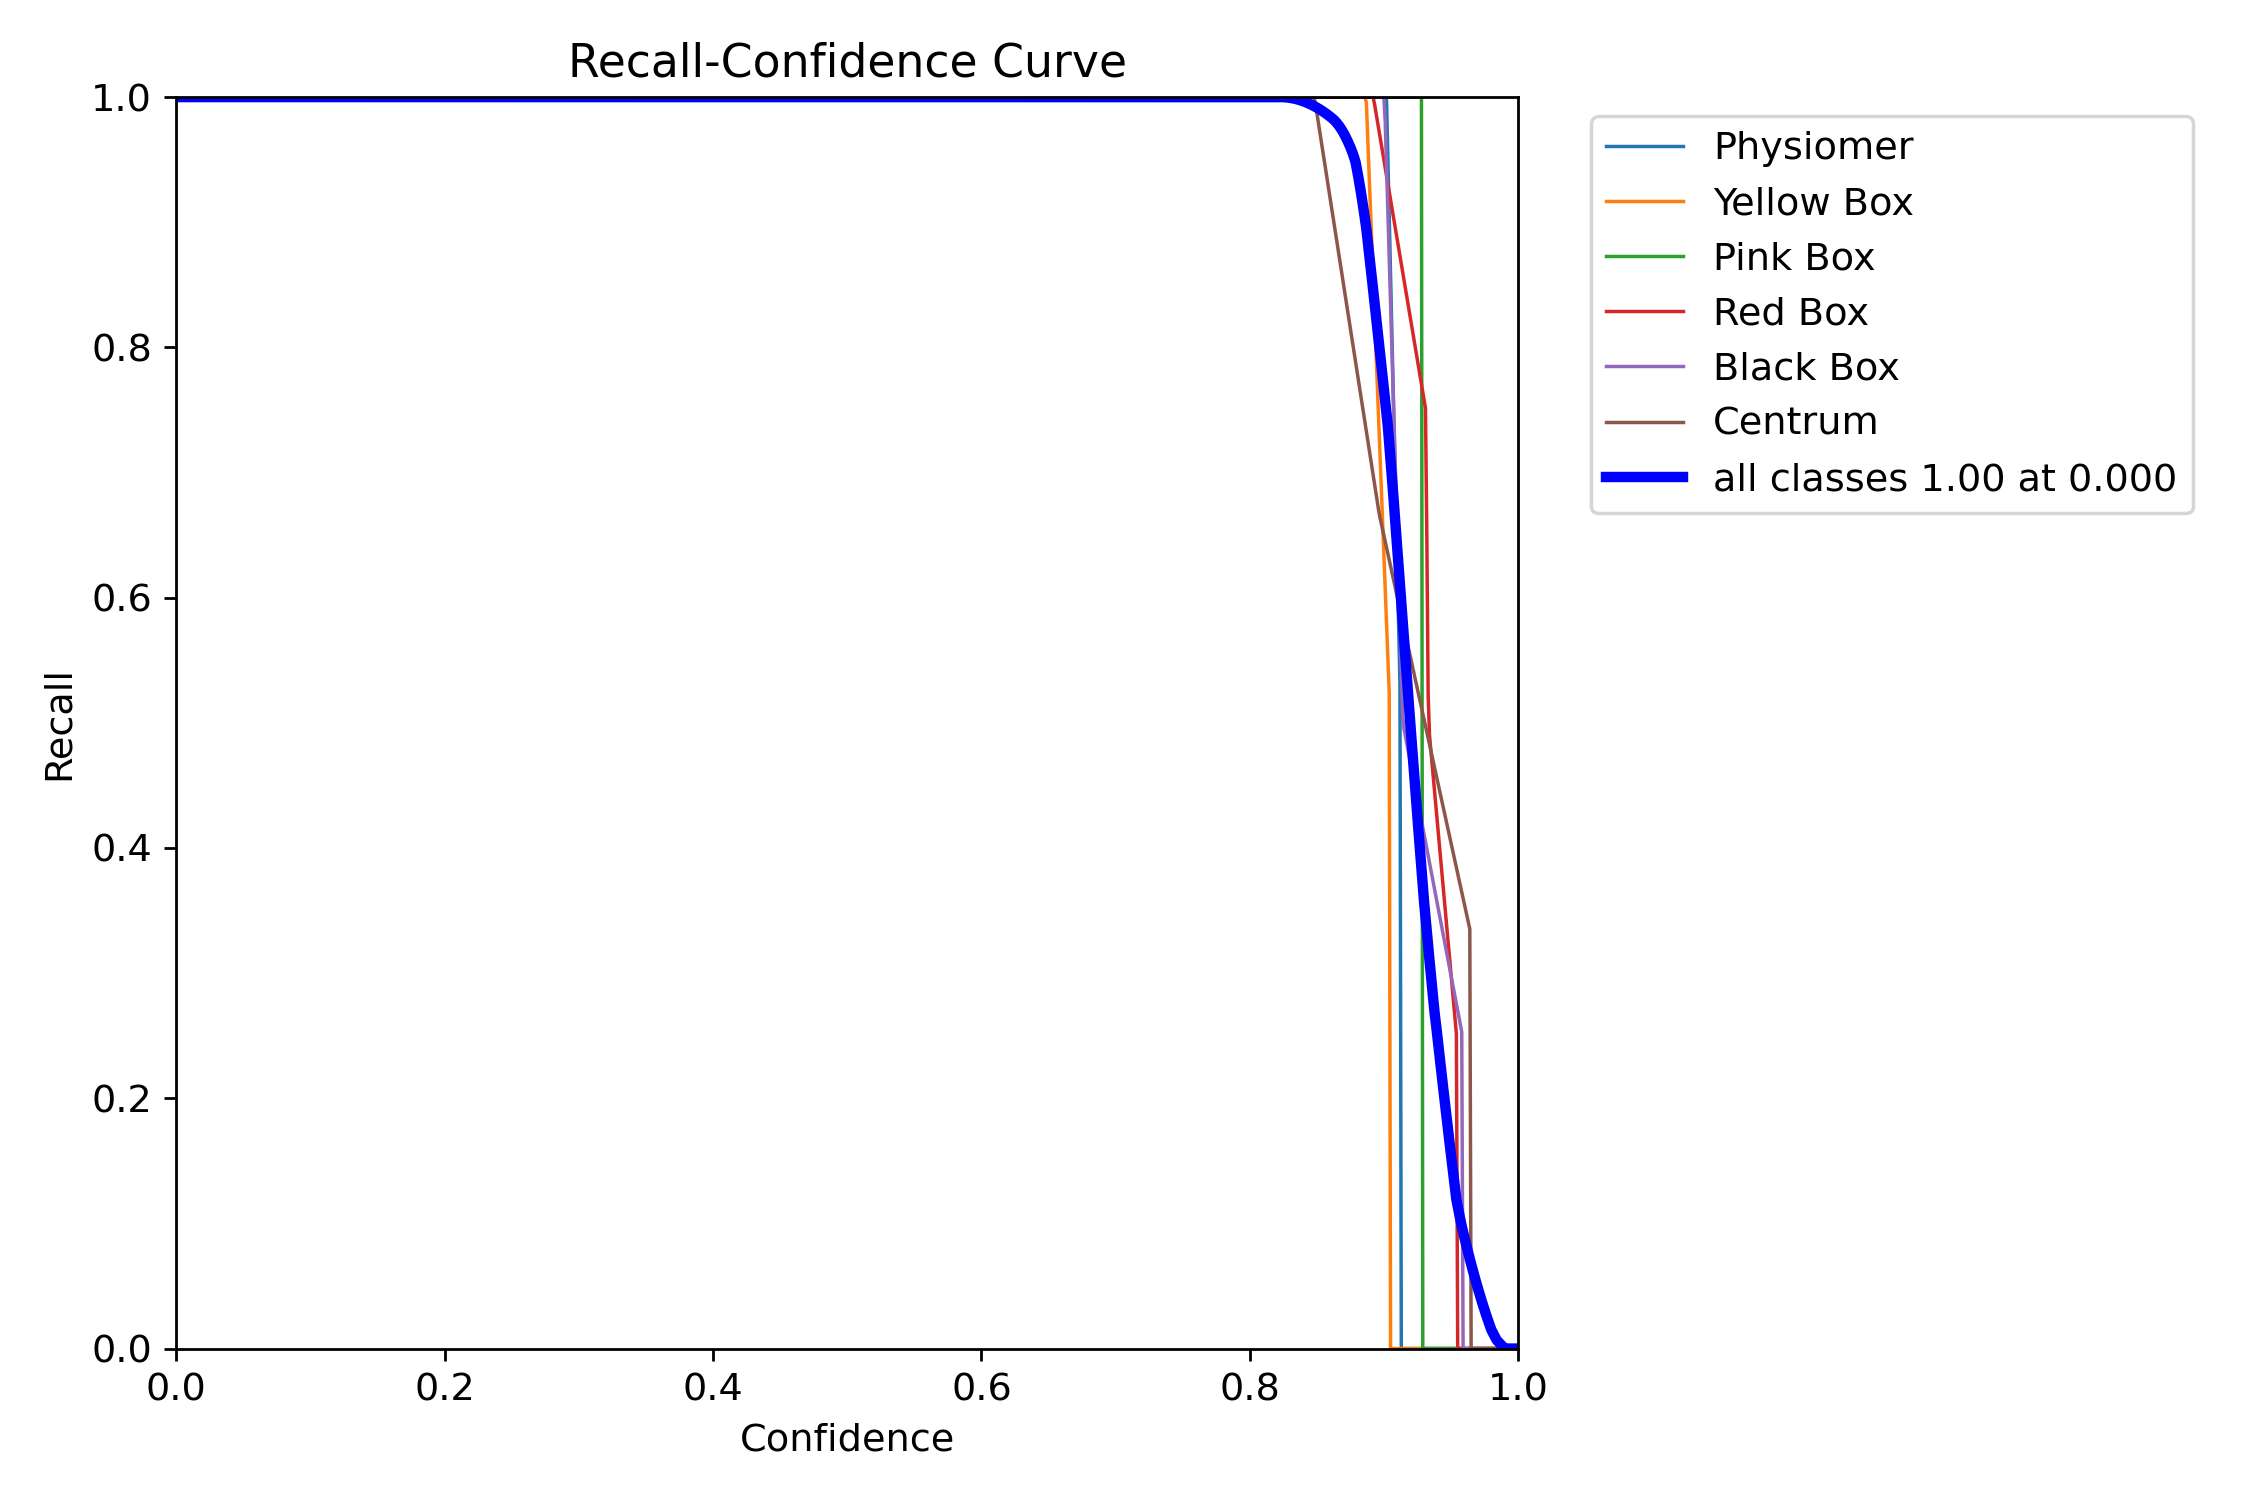 Recall-Confidence Curve
1.0
0.8
0.6
0.4
0.2
0.0
Recall
0.0 0.2 0.4 0.6 0.8 1.0
Confidence
Physiomer
Yellow Box
Pink Box
Red Box
Black Box
Centrum
all classes 1.00 at 0.000